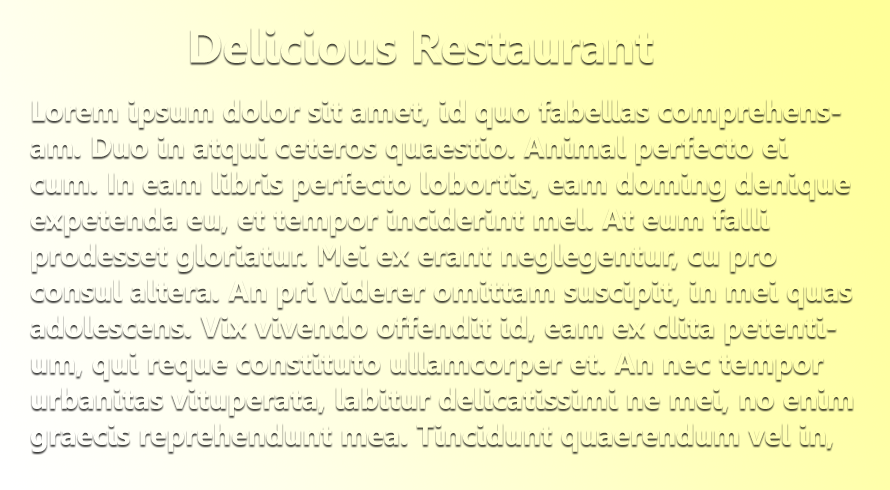 Delicious Restaurant
Lorem ipsum dolor sit amet, id quo fabellas comprehens-
am. Duo in atqui ceteros quaestio. Animal perfecto ei
cum. In eam libris perfecto lobortis, eam doming denique
expetenda eu, et tempor inciderint mel. At eum falli
prodesset gloriatur. Mei ex erant neglegentur, cu pro
consul altera. An pri viderer omittam suscipit, in mei quas
adolescens. Vix vivendo offendit id, eam ex clita petenti-
um, qui reque constituto ullamcorper et. An nec tempor
urbanitas vituperata, labitur delicatissimi ne mei, no enim
graecis reprehendunt mea. Tincidunt quaerendum vel in,